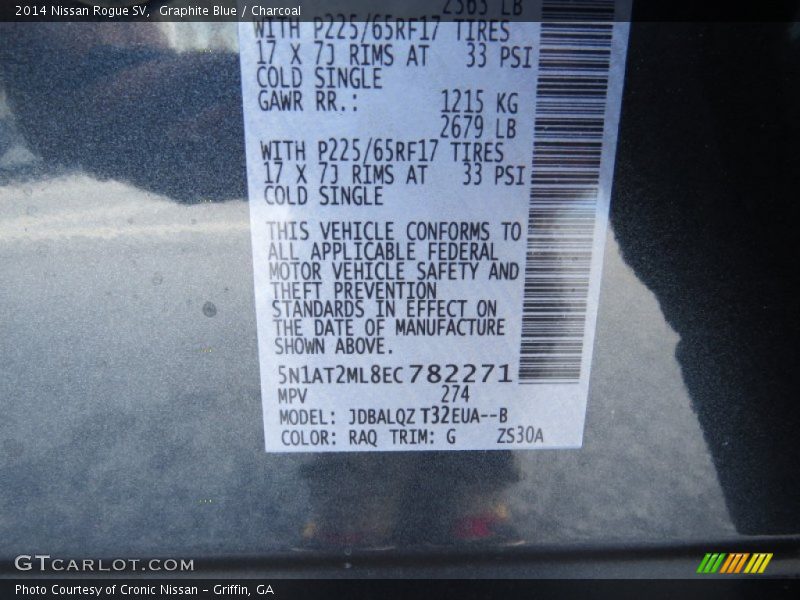 2014 Nissan Rogue SV, Graphite Blue / Charcoal
2565 LB
WITH P225/65RF17 TIRES
17 X 7J RIMS AT 33 PSI
COLD SINGLE
GAWR RR.: 1215 KG
2679 LB
WITH P225/65RF17 TIRES
17 X 7J RIMS AT 33 PSI
COLD SINGLE
THIS VEHICLE CONFORMS TO
ALL APPLICABLE FEDERAL
MOTOR VEHICLE SAFETY AND
THEFT PREVENTION
STANDARDS IN EFFECT ON
THE DATE OF MANUFACTURE
SHOWN ABOVE.
5N1AT2ML8EC782271
MPV 274
MODEL: JDBALQZ T32EUA--B
COLOR: RAQ TRIM: G ZS30A
GTCARLOT.COM
Photo Courtesy of Cronic Nissan - Griffin, GA